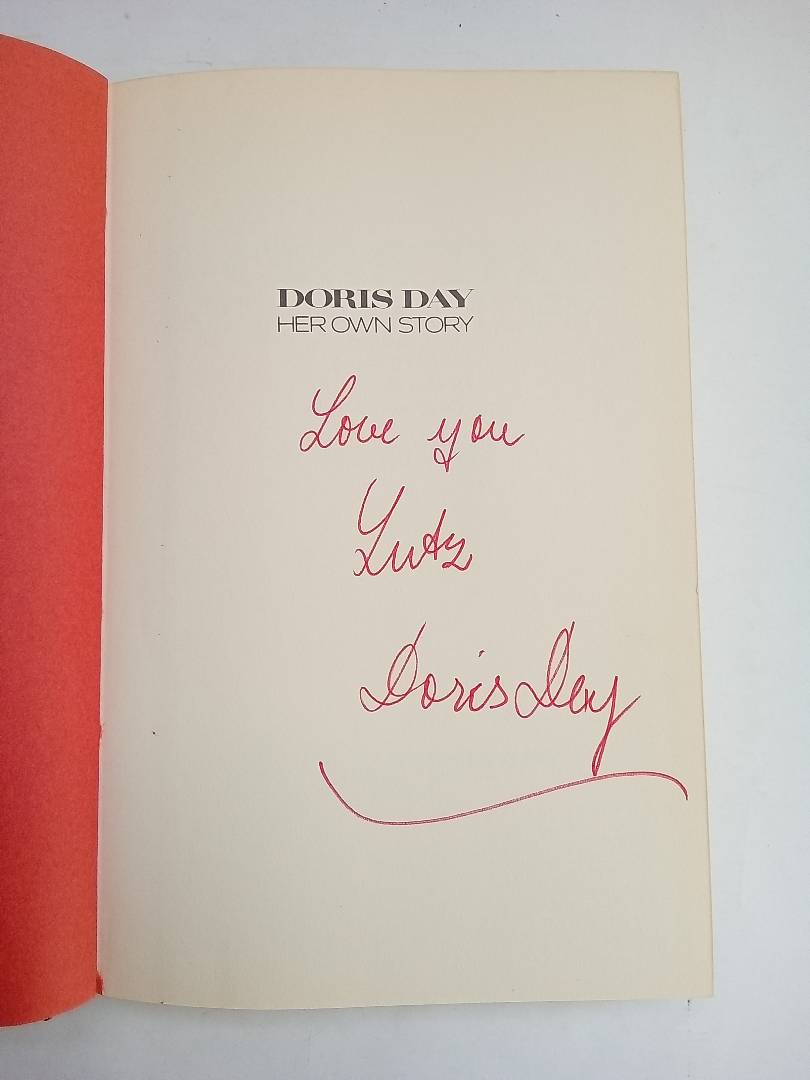 DORIS DAY
HER OWN STORY
Love you
Lutz
Doris Day